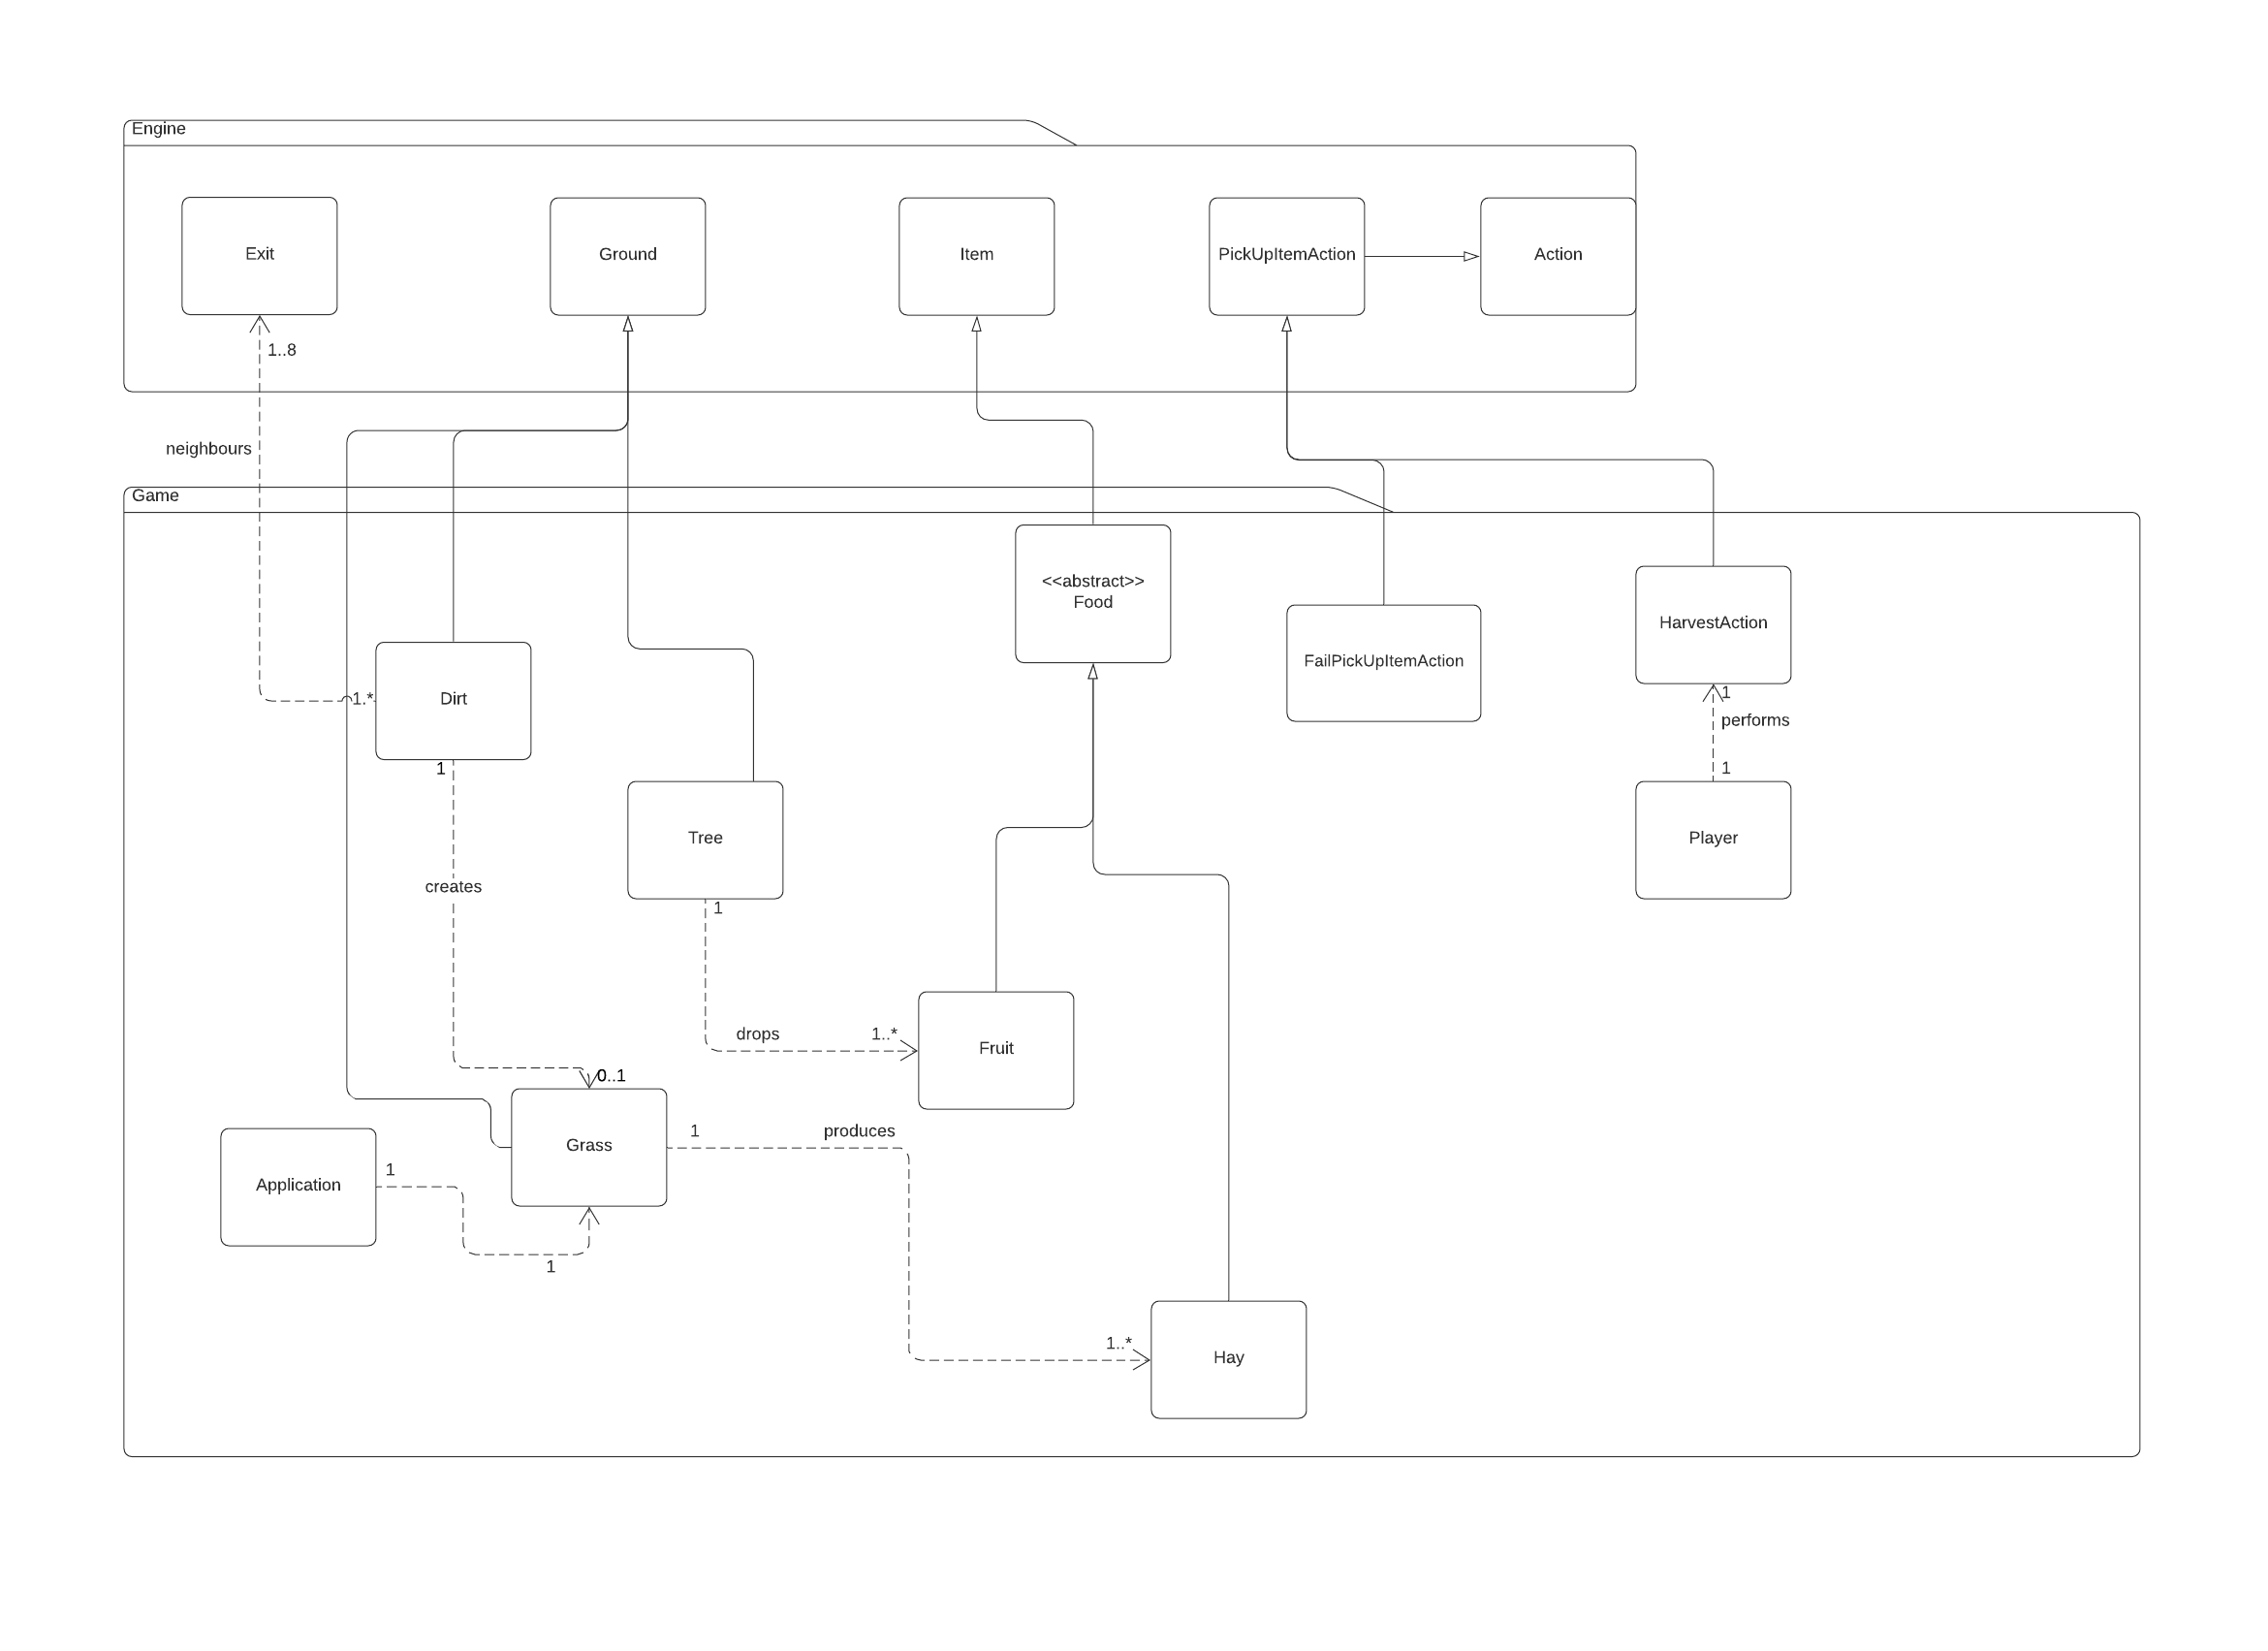 Engine
Exit
Ground
Item
PickUpItemAction
Action
1..8
neighbours
Game
<<abstract>>
Food
HarvestAction
FailPickUpItemAction
1..*
Dirt
1
performs
1
1
Tree
Player
creates
1
drops
1..*
Fruit
0..1
1
produces
Grass
1
Application
1
1..*
Hay